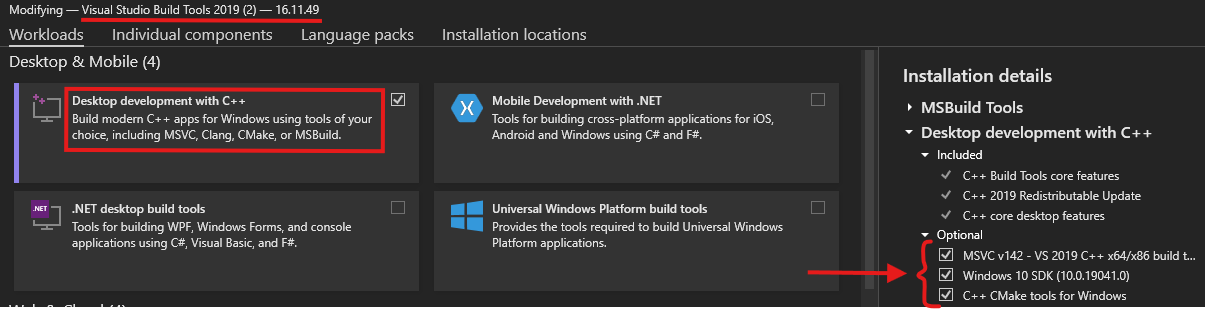 Modifying — Visual Studio Build Tools 2019 (2) — 16.11.49
Workloads
Individual components
Language packs
Installation locations
Desktop & Mobile (4)
Desktop development with C++
Build modern C++ apps for Windows using tools of your
choice, including MSVC, Clang, CMake, or MSBuild.
Mobile Development with .NET
Tools for building cross-platform applications for iOS,
Android and Windows using C# and F#.
.NET
.NET desktop build tools
Tools for building WPF, Windows Forms, and console
applications using C#, Visual Basic, and F#.
Universal Windows Platform build tools
Provides the tools required to build Universal Windows
Platform applications.
Installation details
MSBuild Tools
Desktop development with C++
Included
C++ Build Tools core features
C++ 2019 Redistributable Update
C++ core desktop features
Optional
MSVC v142 - VS 2019 C++ x64/x86 build t...
Windows 10 SDK (10.0.19041.0)
C++ CMake tools for Windows